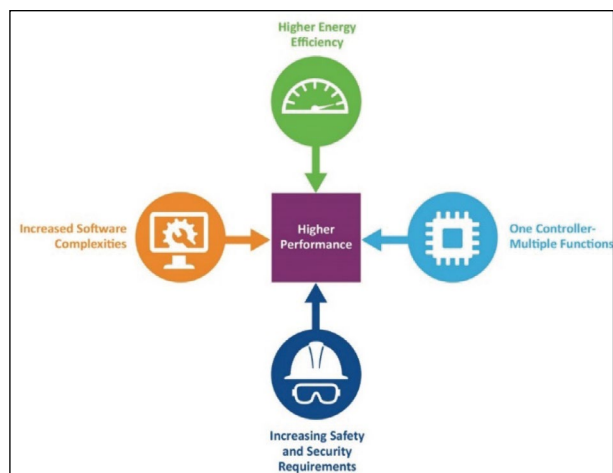 Higher Energy
Efficiency
Increased Software
Complexities
Higher
Performance
One Controller-
Multiple Functions
Increasing Safety
and Security
Requirements